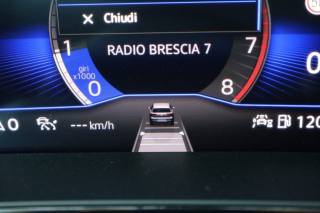 × Chiudi
RADIO BRESCIA 7
1 7
giri
x1000
0 8
0 --- km/h 120